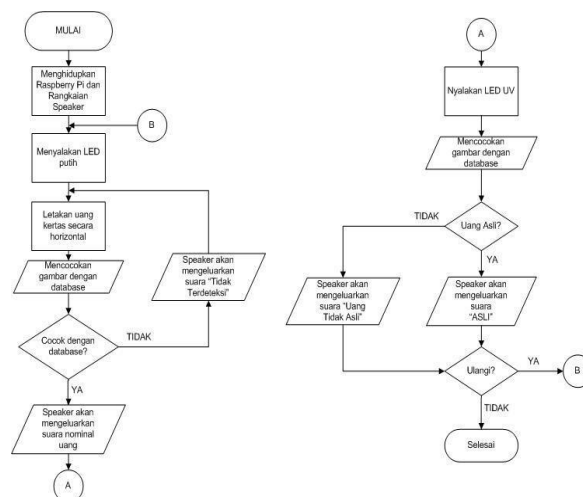 MULAI
Menghidupkan
Raspberry Pi dan
Rangkaian
Speaker
B
Menyalakan LED
putih
Letakan uang
kertas secara
horizontal
Mencocokan gambar dengan
database
Speaker akan
mengeluarkan
suara "Tidak
Terdeteksi"
Cocok dengan
database?
TIDAK
YA
Speaker akan
mengeluarkan
suara nominal
uang
A
A
Nyalakan LED UV
Mencocokan
gambar dengan
database
Uang Asli?
TIDAK
YA
Speaker akan
mengeluarkan
suara "Uang
Tidak Asli"
Speaker akan
mengeluarkan
suara
"ASLI"
Ulangi?
YA
B
TIDAK
Selesai